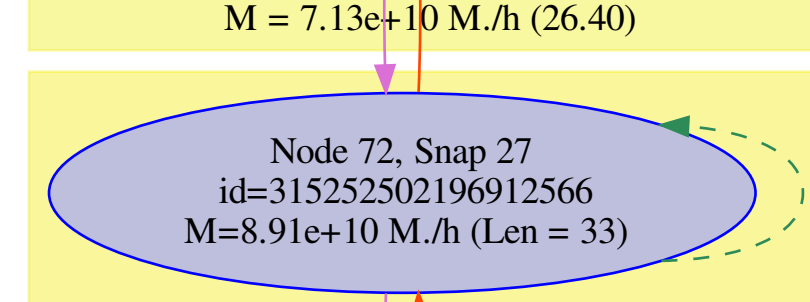 M = 7.13e+10 M./h (26.40)
Node 72, Snap 27
id=315252502196912566
M=8.91e+10 M./h (Len = 33)